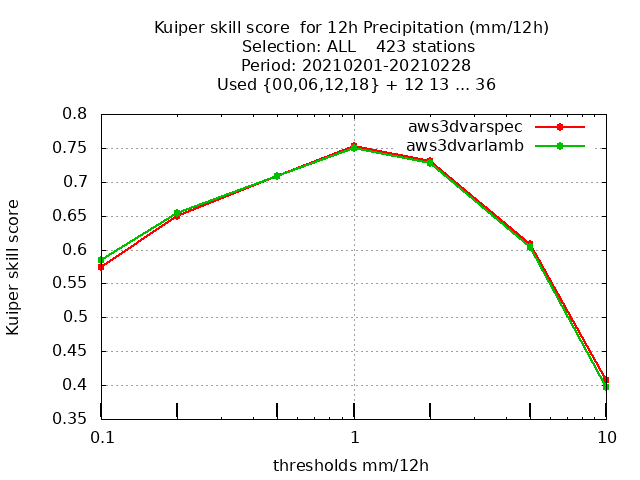 Kuiper skill score  for 12h Precipitation (mm/12h)
Selection: ALL    423 stations
Period: 20210201-20210228
Used {00,06,12,18} + 12 13 ... 36
aws3dvarspec
aws3dvarlamb
0.8
0.75
0.7
0.65
0.6
0.55
0.5
0.45
0.4
0.35
Kuiper skill score
0.1
1
10
thresholds mm/12h